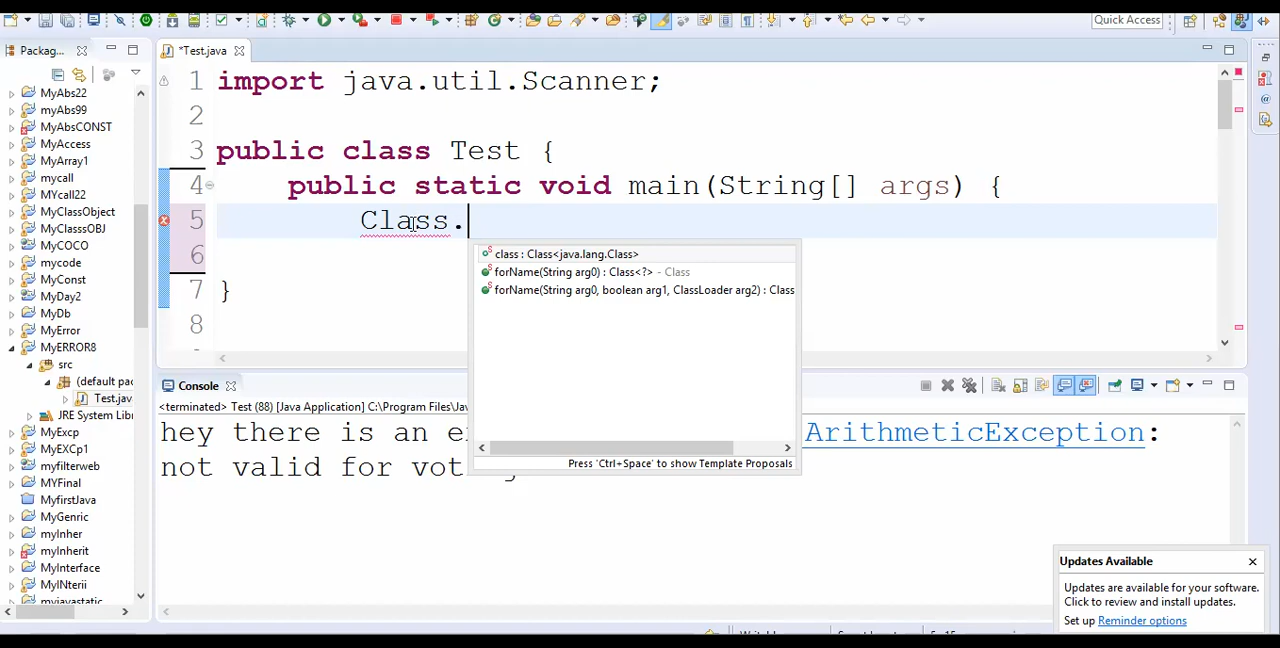 Quick Access
Packag...
*Test.java
MyAbs22
myAbs99
MyAbsCONST
MyAccess
MyArray1
mycall
MYcall22
MyClassObject
MyClasssOBJ
MyCOCO
mycode
MyConst
MyDay2
MyDb
MyError
MyERROR8
src
(default pac
Test.jav
JRE System Libr
MyExcp
MyEXCp1
myfilterweb
MYFinal
MyfirstJava
MyGenric
myInher
myInherit
MyInterface
MyINterii
myjavastatic
1 import java.util.Scanner;
2
3 public class Test {
4 public static void main(String[] args) {
5 Class.
6
7 }
8
class : Class<java.lang.Class>
forName(String arg0) : Class<?> - Class
forName(String arg0, boolean arg1, ClassLoader arg2) : Class
Press 'Ctrl+Space' to show Template Proposals
Console
<terminated> Test (88) [Java Application] C:\Program Files\Jav
hey there is an e
ArithmeticException:
not valid for vot
Updates Available
Updates are available for your software.
Click to review and install updates.
Set up Reminder options